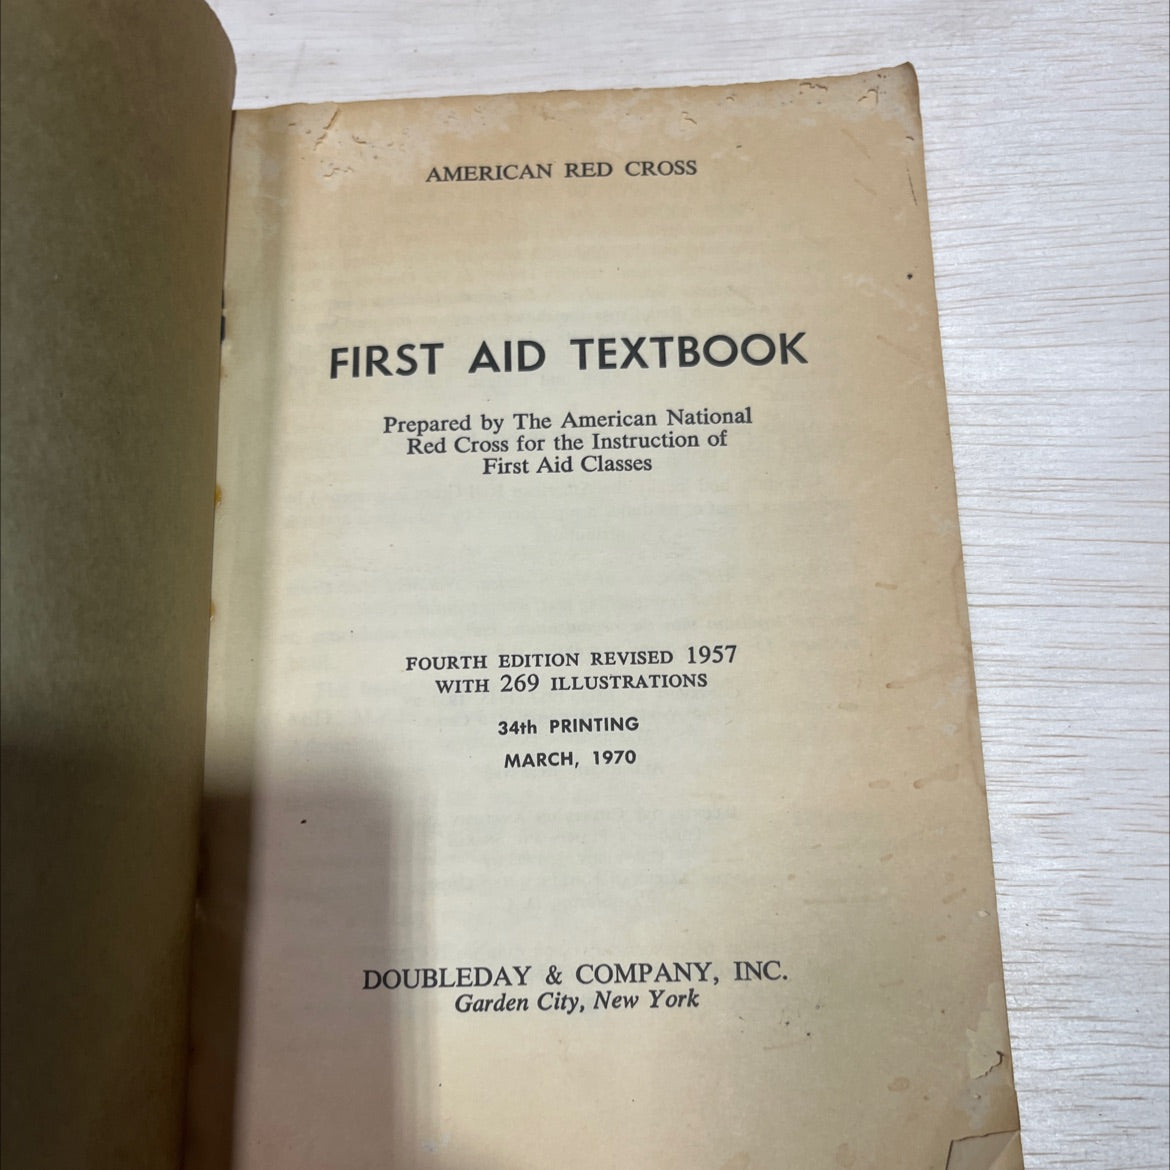 AMERICAN RED CROSS
FIRST AID TEXTBOOK
Prepared by The American National
Red Cross for the Instruction of
First Aid Classes
FOURTH EDITION REVISED 1957
WITH 269 ILLUSTRATIONS
34th PRINTING
MARCH, 1970
DOUBLEDAY & COMPANY, INC.
Garden City, New York